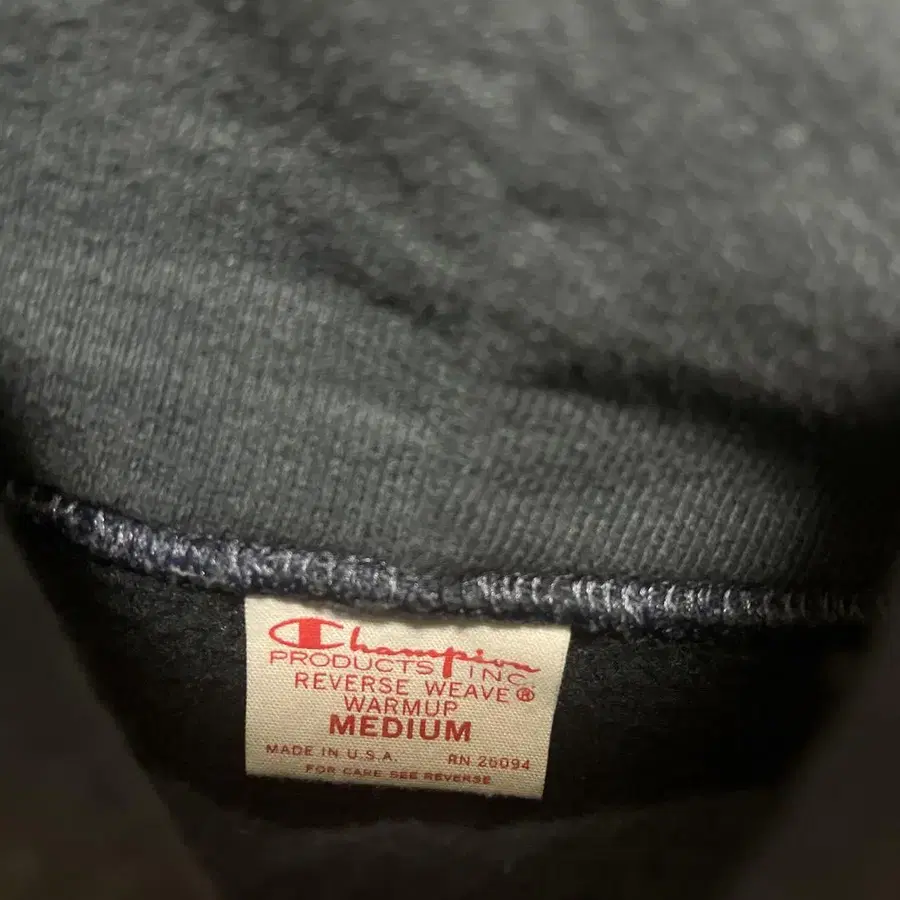 Champion
PRODUCTS INC
REVERSE WEAVE®
WARMUP
MEDIUM
MADE IN U.S.A. RN 26094
FOR CARE SEE REVERSE